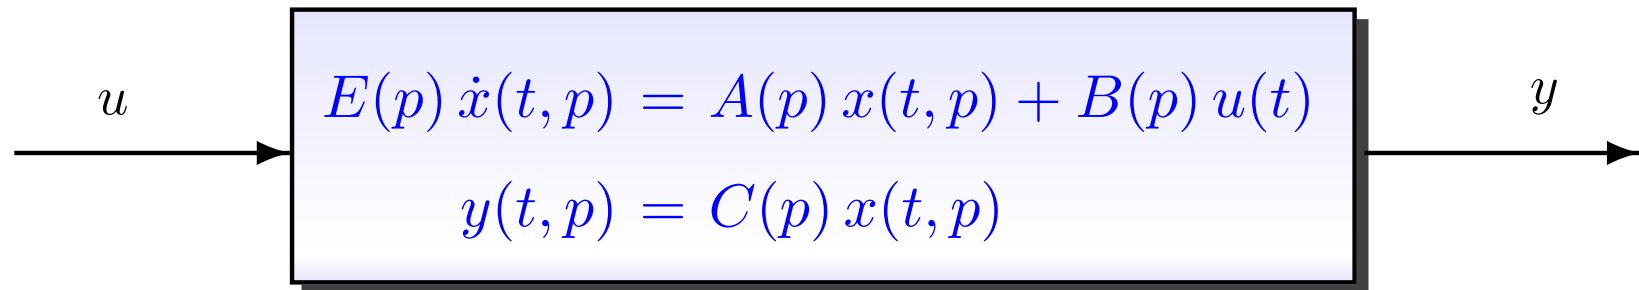 u
E(p) ẋ(t, p) = A(p) x(t, p) + B(p) u(t)
y
y(t, p) = C(p) x(t, p)